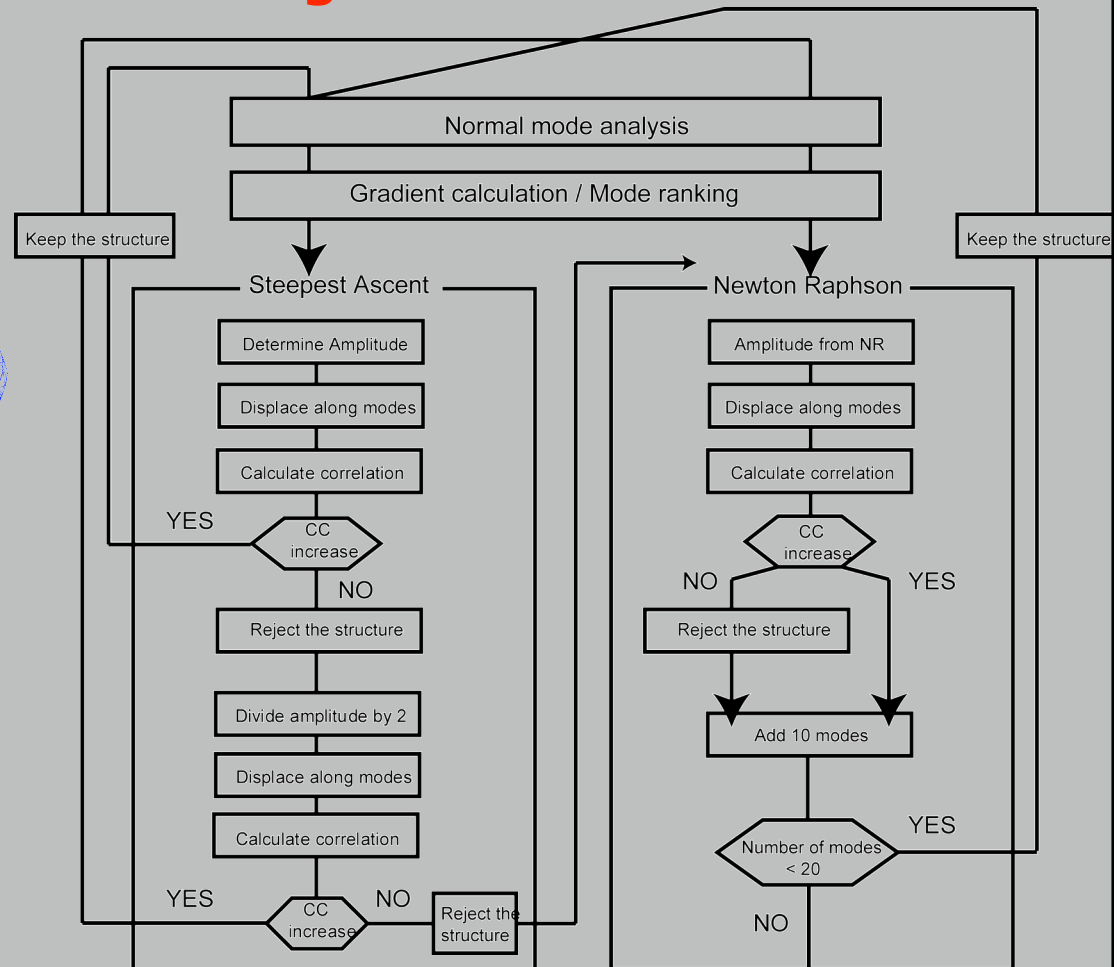 Normal mode analysis
Gradient calculation / Mode ranking
Keep the structure
Keep the structure
Steepest Ascent
Determine Amplitude
Displace along modes
Calculate correlation
YES
CC
increase
NO
Reject the structure
Divide amplitude by 2
Displace along modes
Calculate correlation
YES
CC
increase
NO
Reject the
structure
Newton Raphson
Amplitude from NR
Displace along modes
Calculate correlation
CC
increase
NO
YES
Reject the structure
Add 10 modes
Number of modes
< 20
YES
NO